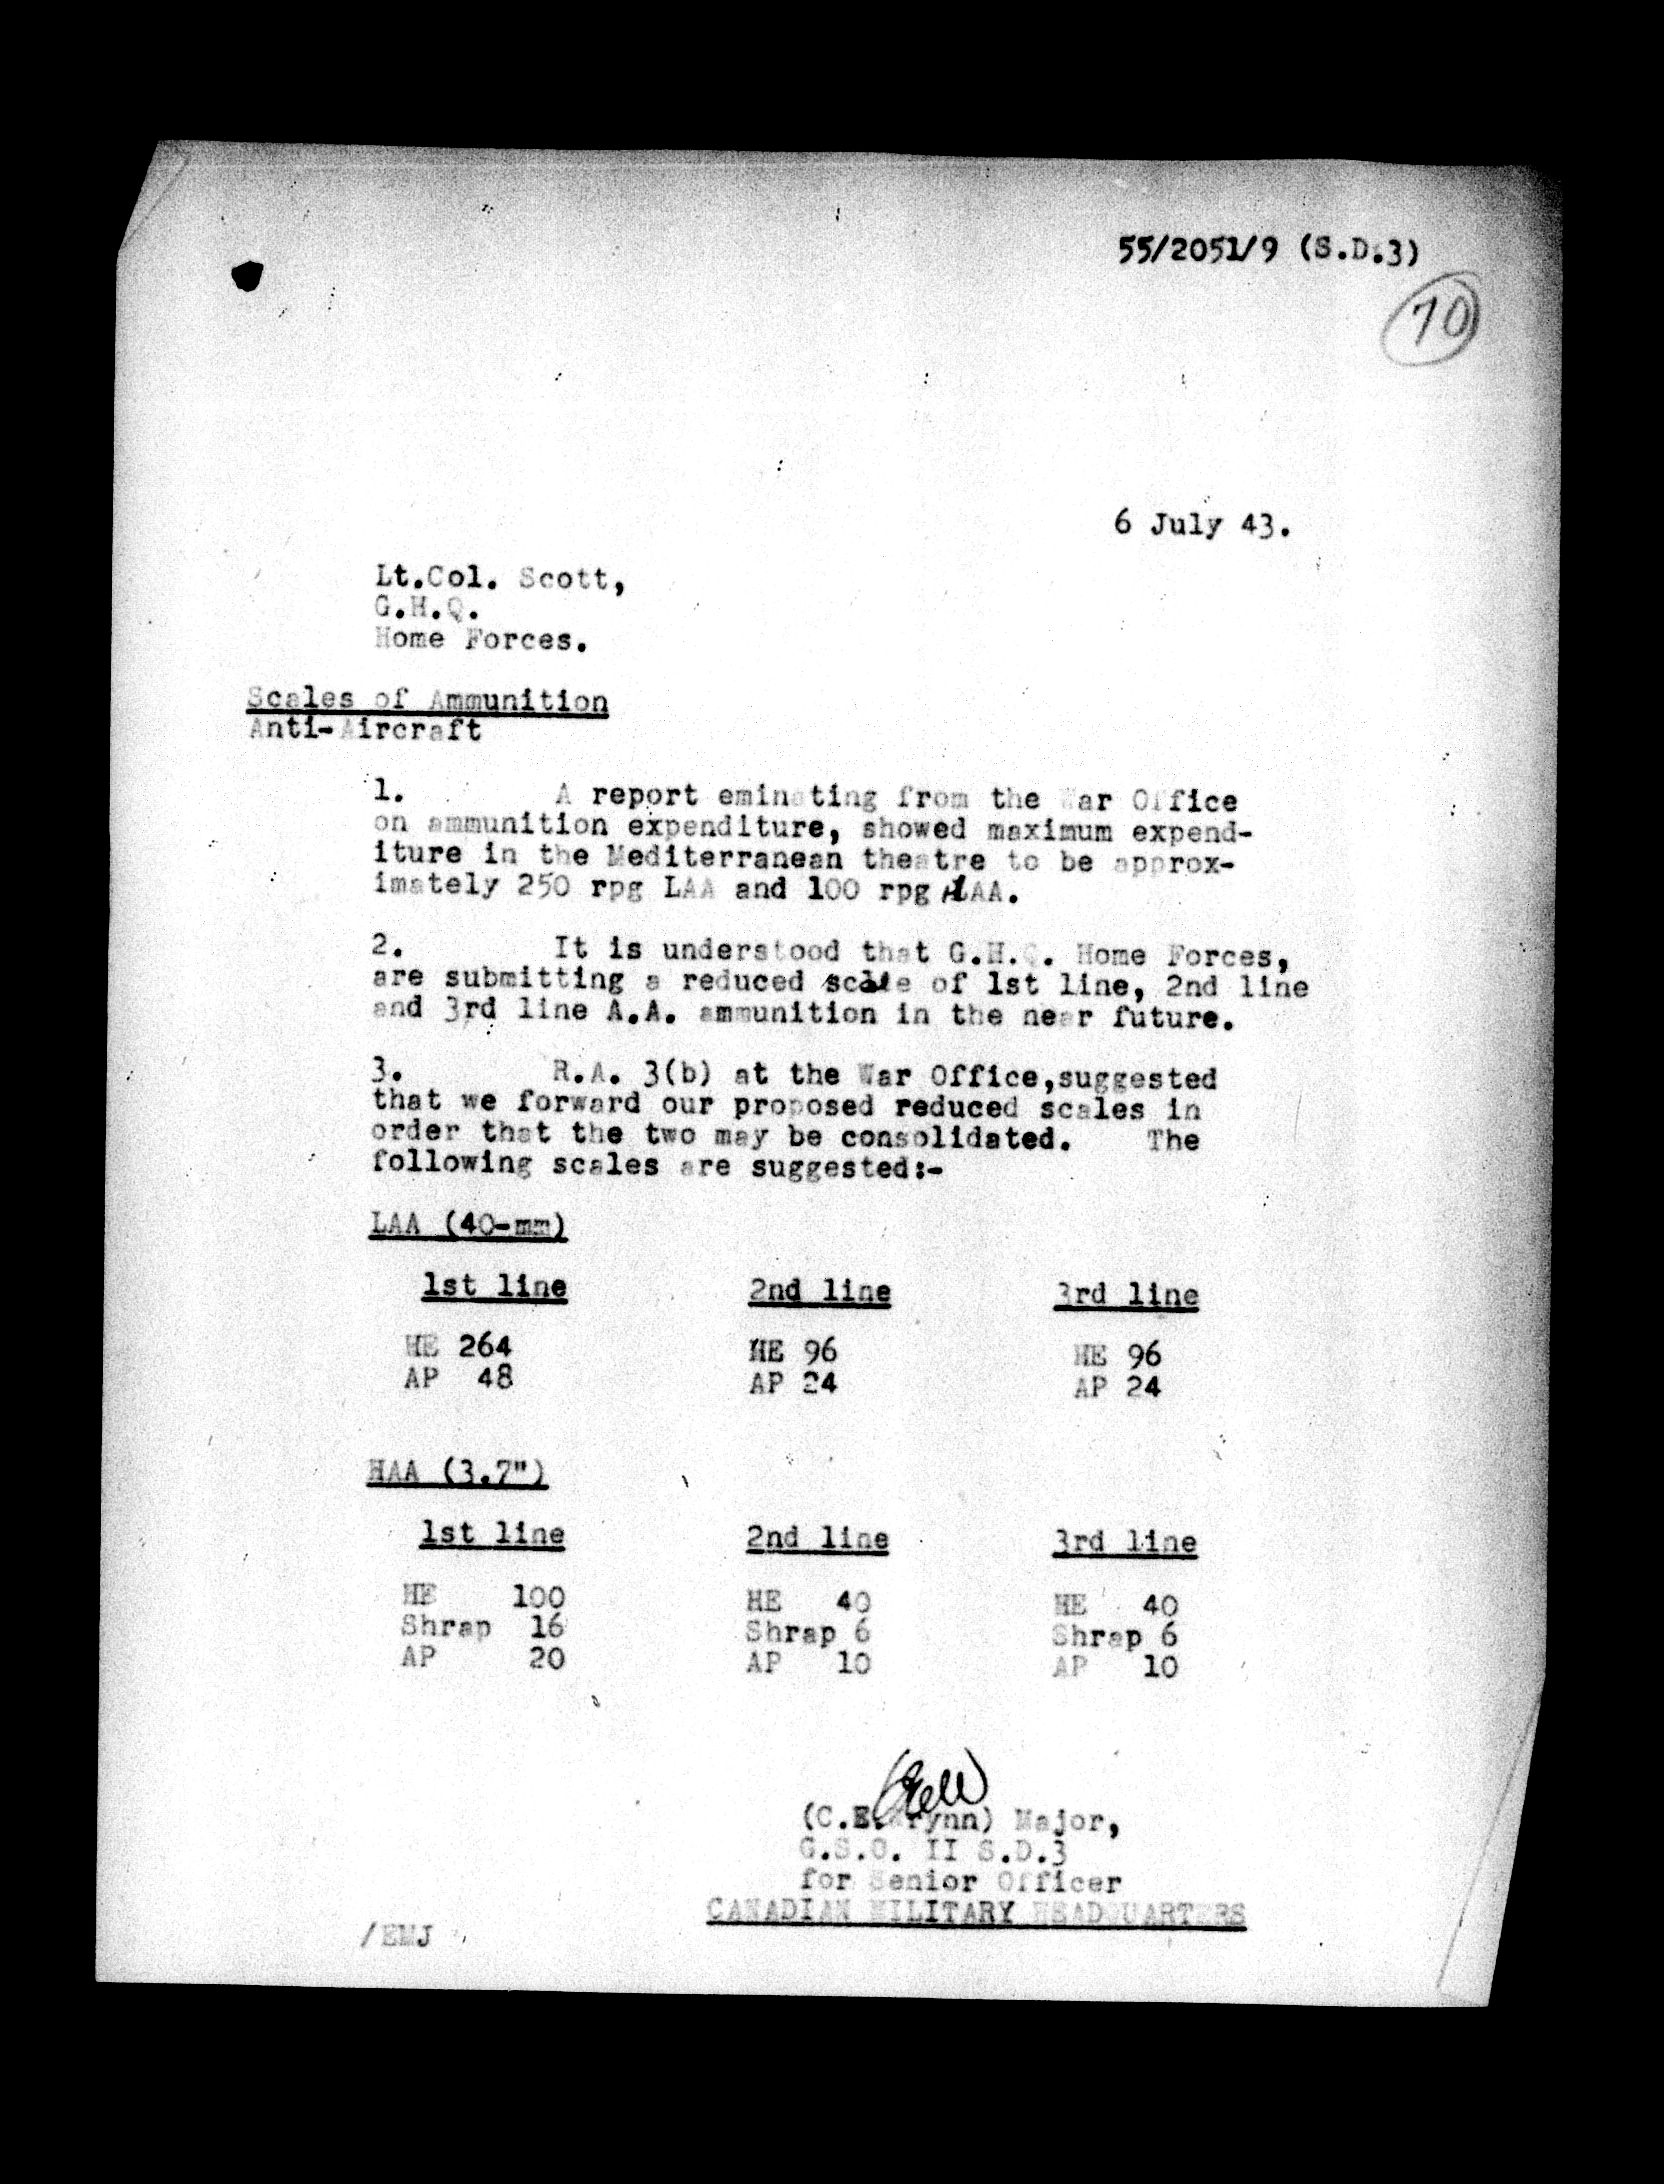 55/2051/9 (S.D.3)
70
6 July 43.
Lt.Col. Scott,
G.H.Q.
Home Forces.
Scales of Ammunition
Anti-Aircraft
1. A report eminating from the War Office
on ammunition expenditure, showed maximum expend-
iture in the Mediterranean theatre to be approx-
imately 250 rpg LAA and 100 rpg HAA.
2. It is understood that G.H.Q. Home Forces,
are submitting a reduced scale of 1st line, 2nd line
and 3rd line A.A. ammunition in the near future.
3. R.A. 3(b) at the War Office,suggested
that we forward our proposed reduced scales in
order that the two may be consolidated. The
following scales are suggested:-
LAA (40-mm)
1st line 2nd line 3rd line
HE 264 HE 96 HE 96
AP 48 AP 24 AP 24
HAA (3.7")
1st line 2nd line 3rd line
HE 100 HE 40 HE 40
Shrap 16 Shrap 6 Shrap 6
AP 20 AP 10 AP 10
(C.E. ) Major,
G.S.O. II S.D.3
for Senior Officer
CANADIAN MILITARY HEADQUARTERS
/EMJ